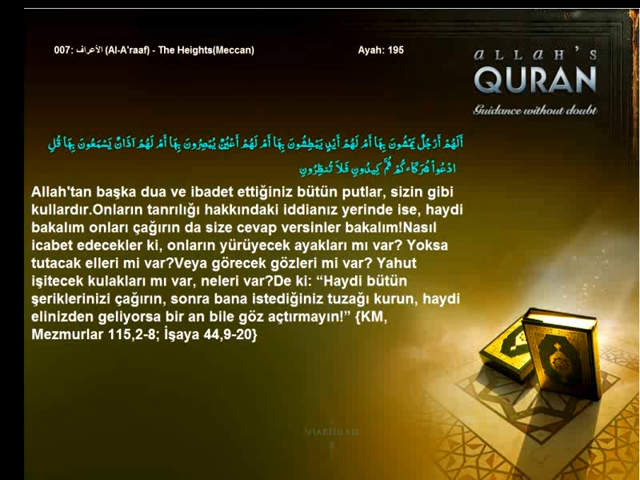 007: الأعراف (Al-A'raaf) - The Heights(Meccan)
Ayah: 195
ALLAH'S
QURAN
Guidance without doubt
أَلَهُمْ أَرْجُلٌ يَمْشُونَ بِهَا أَمْ لَهُمْ أَيْدٍ يَبْطِشُونَ بِهَا أَمْ لَهُمْ أَعْيُنٌ يُبْصِرُونَ بِهَا أَمْ لَهُمْ آذَانٌ يَسْمَعُونَ بِهَا قُلِ
ادْعُواْ شُرَكَاءكُمْ ثُمَّ كِيدُونِ فَلاَ تُنظِرُونِ
Allah'tan başka dua ve ibadet ettiğiniz bütün putlar, sizin gibi
kullardır.Onların tanrılığı hakkındaki iddianız yerinde ise, haydi
bakalım onları çağırın da size cevap versinler bakalım!Nasıl
icabet edecekler ki, onların yürüyecek ayakları mı var? Yoksa
tutacak elleri mi var?Veya görecek gözleri mi var? Yahut
işitecek kulakları mı var, neleri var?De ki: “Haydi bütün
şeriklerinizi çağırın, sonra bana istediğiniz tuzağı kurun, haydi
elinizden geliyorsa bir an bile göz açtırmayın!” {KM,
Mezmurlar 115,2-8; İşaya 44,9-20}